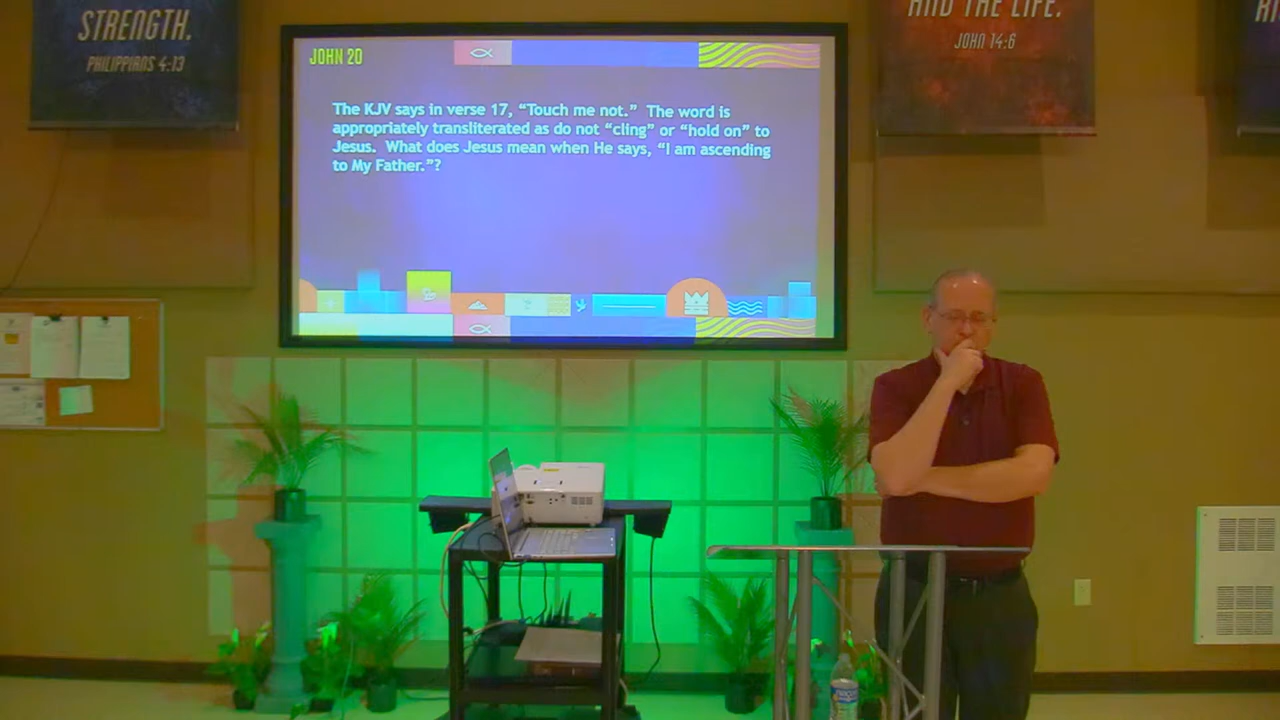 STRENGTH.
PHILIPPIANS 4:13
AND THE LIFE.
JOHN 14:6
JOHN 20
The KJV says in verse 17, “Touch me not.”  The word is
appropriately transliterated as do not “cling” or “hold on” to
Jesus.  What does Jesus mean when He says, “I am ascending
to My Father.”?